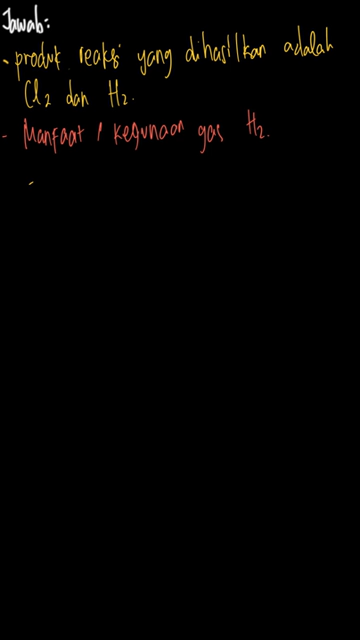 Jawab:
• produk reaksi yang dihasilkan adalah
Cl2 dan H2.
- Manfaat / kegunaan gas H2.
-